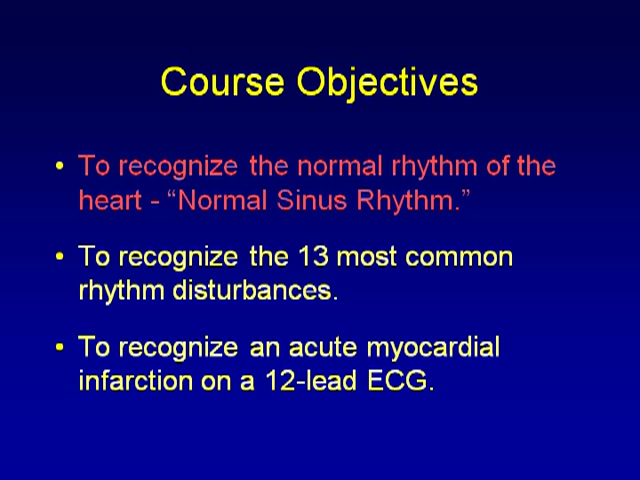 Course Objectives
• To recognize the normal rhythm of the
heart - “Normal Sinus Rhythm.”
• To recognize the 13 most common
rhythm disturbances.
• To recognize an acute myocardial
infarction on a 12-lead ECG.